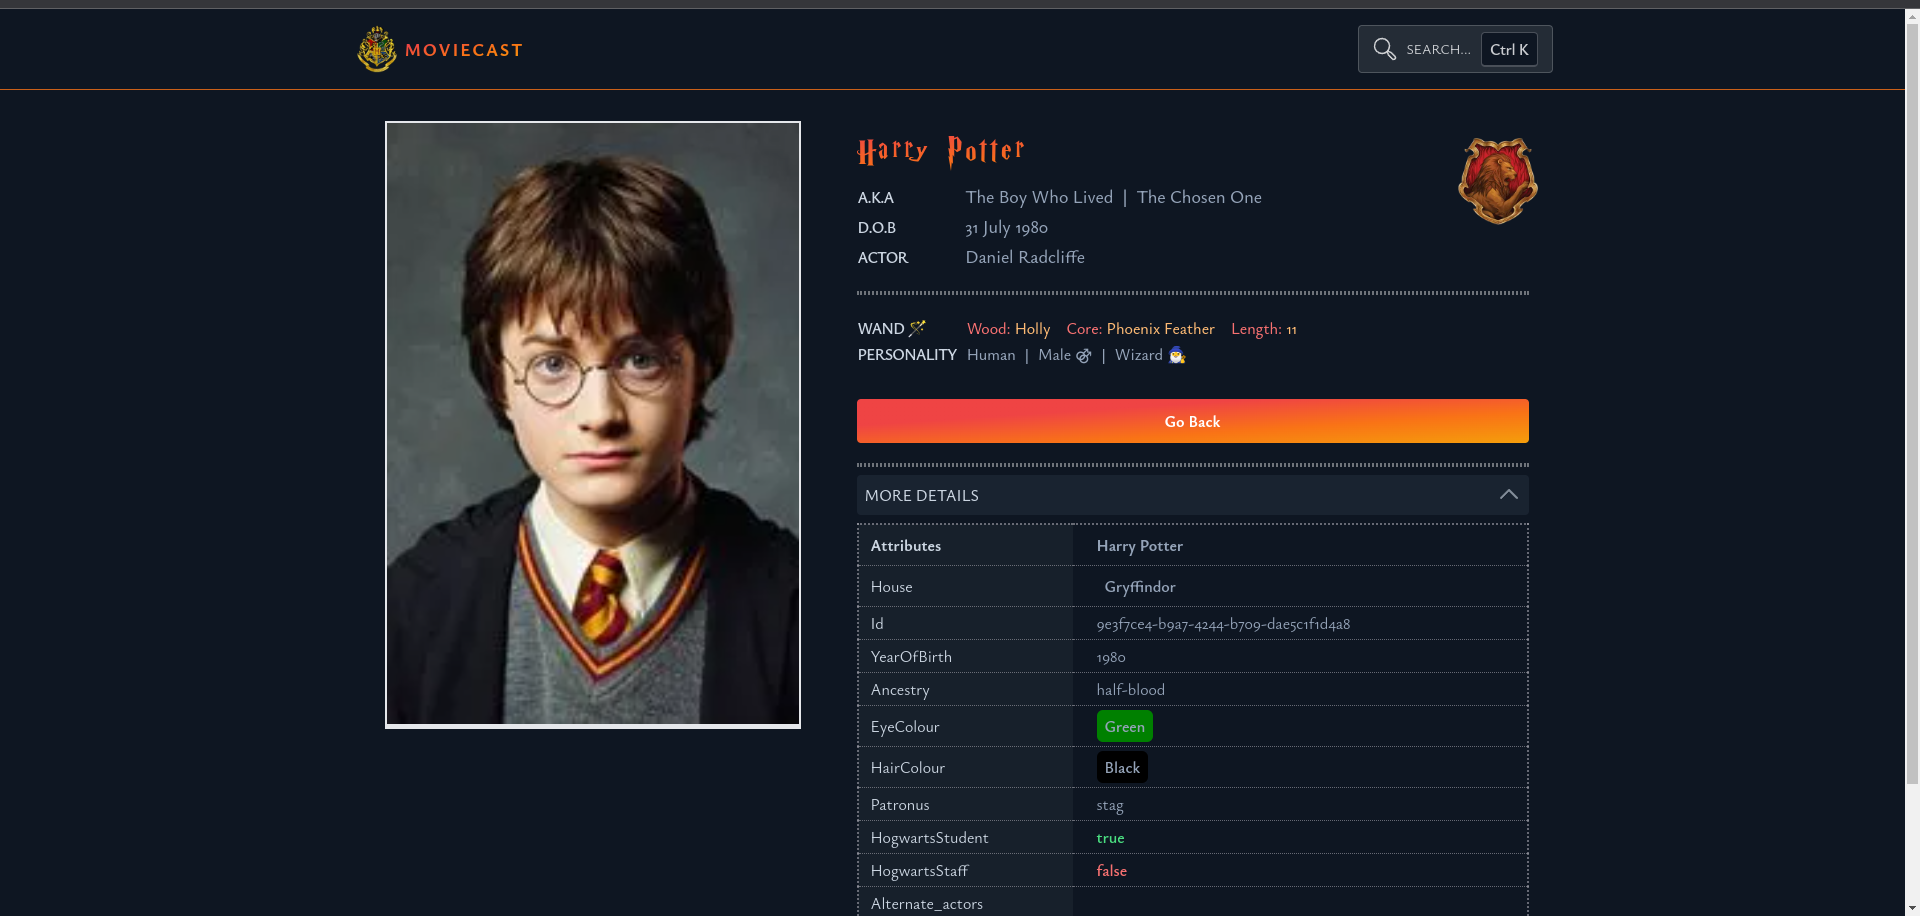 MOVIECAST
SEARCH... Ctrl K
Harry Potter
A.K.A The Boy Who Lived | The Chosen One
D.O.B 31 July 1980
ACTOR Daniel Radcliffe
WAND Wood: Holly Core: Phoenix Feather Length: 11
PERSONALITY Human | Male | Wizard
Go Back
MORE DETAILS
Attributes Harry Potter
House Gryffindor
Id 9e3f7ce4-b9a7-4244-b709-dae5c1f1d4a8
YearOfBirth 1980
Ancestry half-blood
EyeColour Green
HairColour Black
Patronus stag
HogwartsStudent true
HogwartsStaff false
Alternate_actors